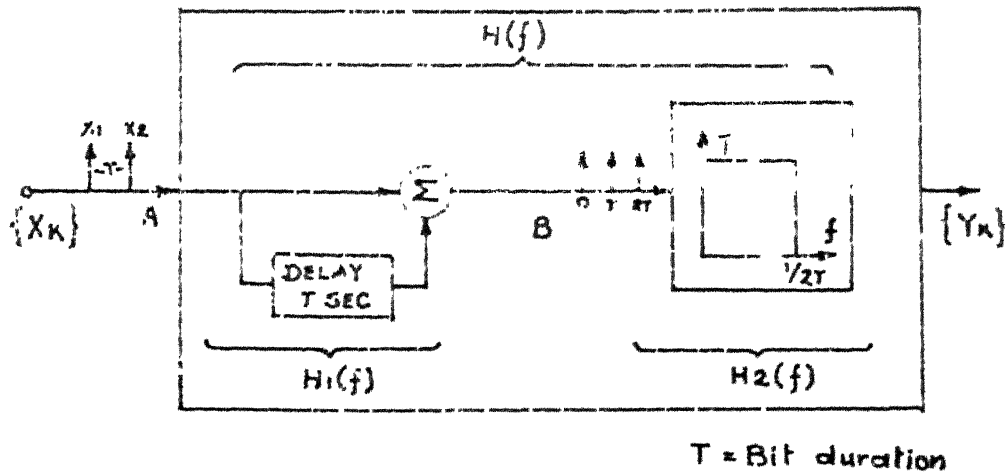 H(f)
x1 x2
-T-
{XK}
A
Σ
DELAY
T SEC
B
0 T 2T
T
f
1/2T
{YK}
H1(f)
H2(f)
T = Bit duration